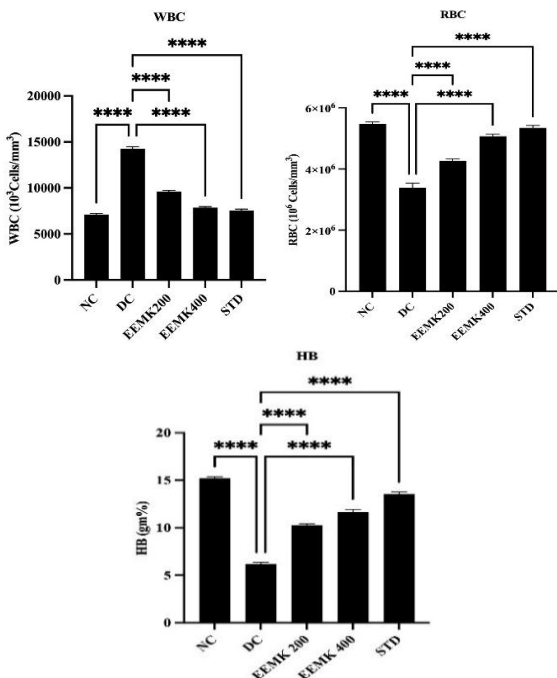 WBC
****
****
**** ****
20000
15000
10000
5000
0
WBC (10³Cells/mm³)
NC
DC
EEMK200
EEMK400
STD
RBC
****
****
**** ****
6×10⁶
4×10⁶
2×10⁶
0
RBC (10⁶ Cells/mm³)
NC
DC
EEMK200
EEMK400
STD
HB
****
****
**** ****
20
15
10
5
0
HB (gm%)
NC
DC
EEMK 200
EEMK 400
STD